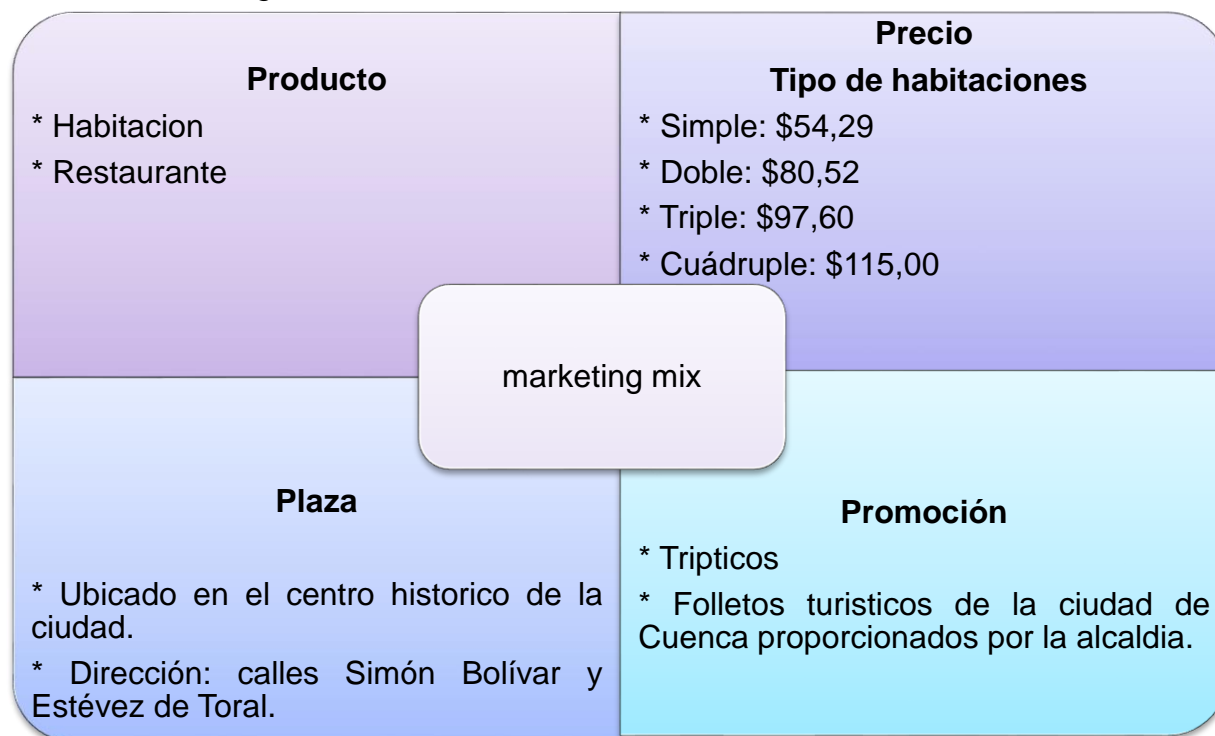 Producto
* Habitacion
* Restaurante
Precio
Tipo de habitaciones
* Simple: $54,29
* Doble: $80,52
* Triple: $97,60
* Cuádruple: $115,00
marketing mix
Plaza
* Ubicado en el centro historico de la
ciudad.
* Dirección: calles Simón Bolívar y
Estévez de Toral.
Promoción
* Tripticos
* Folletos turisticos de la ciudad de
Cuenca proporcionados por la alcaldia.